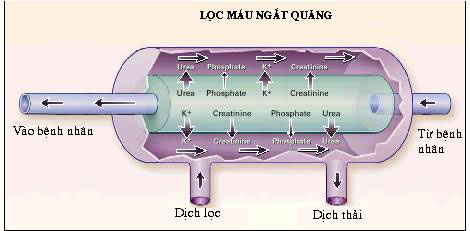 LỌC MÁU NGẮT QUÃNG
Urea Phosphate K⁺ Creatinine
Urea Phosphate K⁺ Creatinine
K⁺ Creatinine Phosphate Urea
K⁺ Creatinine Phosphate Urea
Vào bệnh nhân
Từ bệnh
nhân
Dịch lọc
Dịch thải